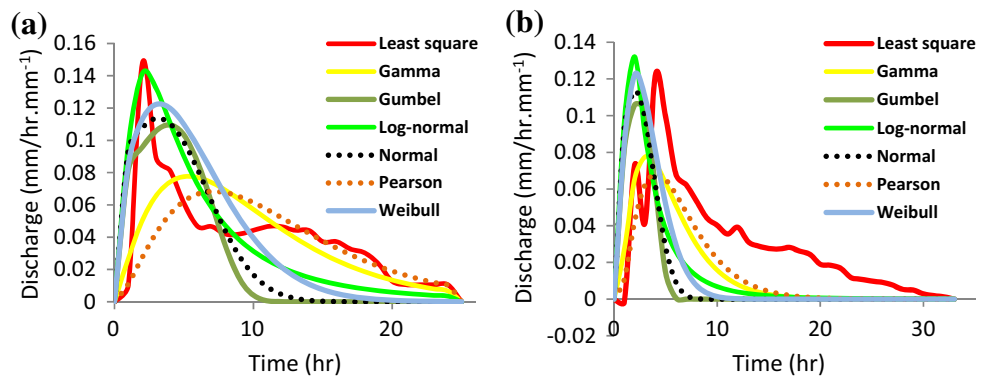 (a)
Discharge (mm/hr.mm-1)
0.16
0.14
0.12
0.1
0.08
0.06
0.04
0.02
0
0
10
20
Time (hr)
Least square
Gamma
Gumbel
Log-normal
Normal
Pearson
Weibull
(b)
Discharge (mm/hr.mm-1)
0.14
0.12
0.1
0.08
0.06
0.04
0.02
0
-0.02
0
10
20
30
Time (hr)
Least square
Gamma
Gumbel
Log-normal
Normal
Pearson
Weibull